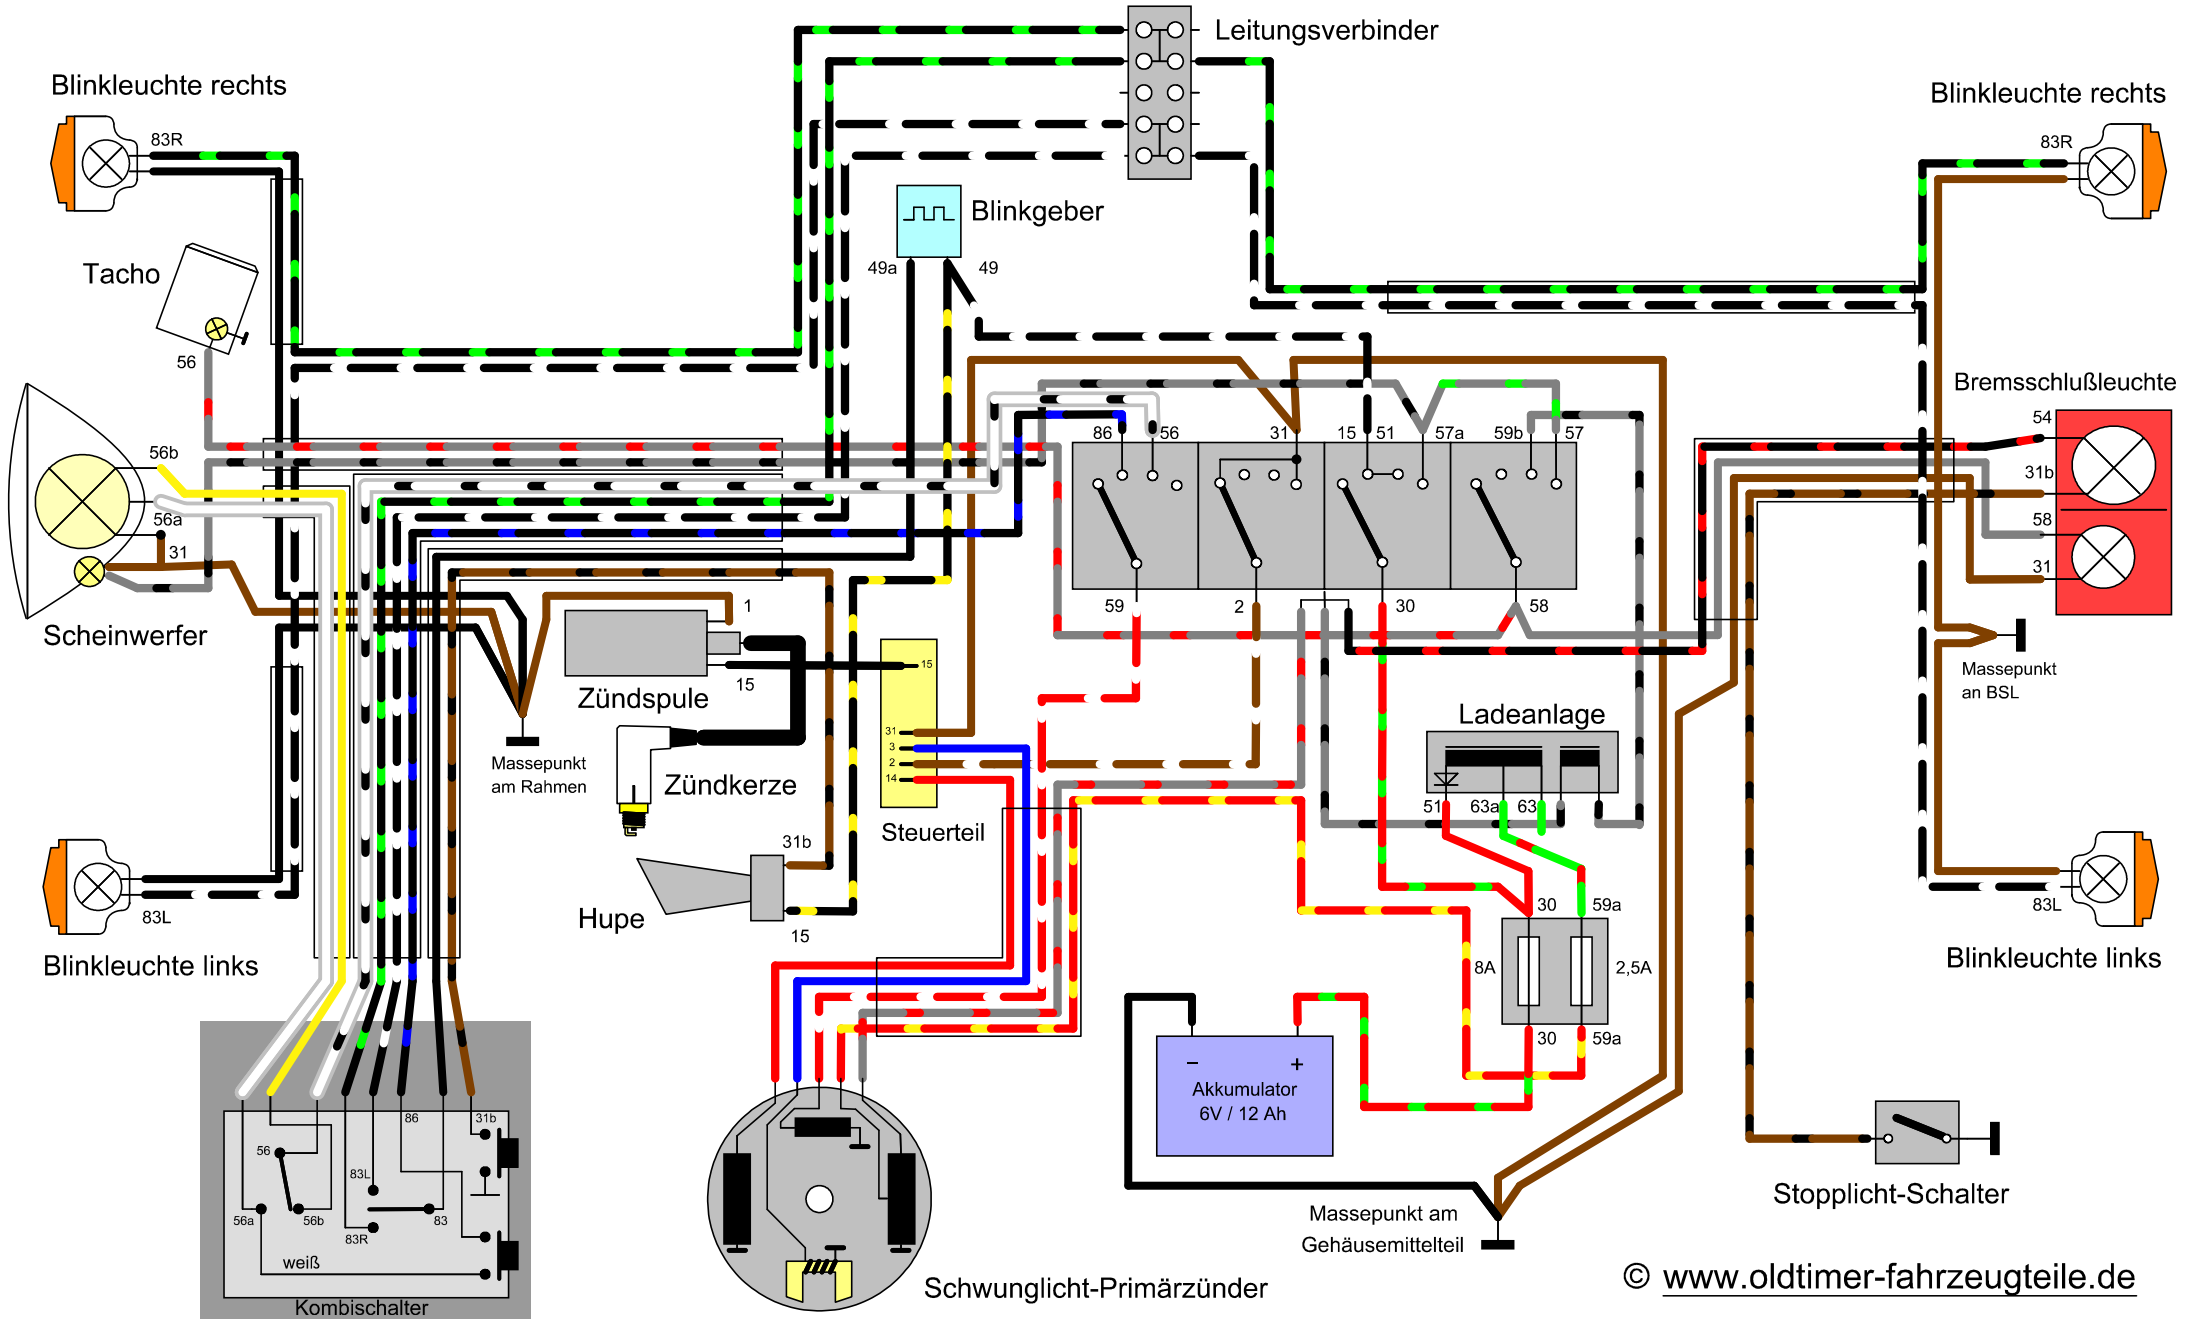 Leitungsverbinder
Blinkleuchte rechts
83R
Blinkleuchte rechts
83R
Blinkgeber
49a
49
Tacho
56
Bremsschlußleuchte
54
31b
58
31
56b
56a
31
Scheinwerfer
86
56
31
15
51
57a
59b
57
59
2
30
58
1
15
Zündspule
15
31
3
2
14
Steuerteil
Massepunkt
am Rahmen
Zündkerze
Massepunkt
an BSL
Ladeanlage
51
63a
63
31b
Hupe
15
83L
Blinkleuchte links
30
59a
8A
2,5A
30
59a
83L
Blinkleuchte links
–
+
Akkumulator
6V / 12 Ah
86
31b
56
83L
56a
56b
83
83R
weiß
Kombischalter
Schwunglicht-Primärzünder
Massepunkt am
Gehäusemittelteil
Stopplicht-Schalter
© www.oldtimer-fahrzeugteile.de